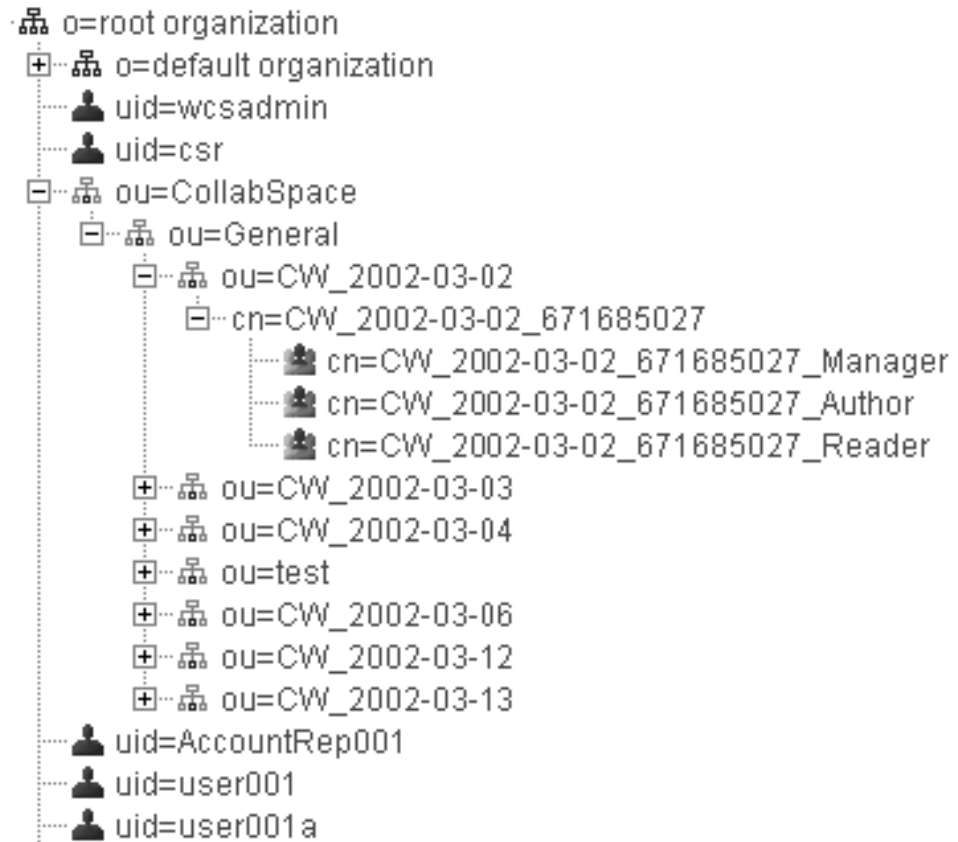 o=root organization
o=default organization
uid=wcsadmin
uid=csr
ou=CollabSpace
ou=General
ou=CW_2002-03-02
cn=CW_2002-03-02_671685027
cn=CW_2002-03-02_671685027_Manager
cn=CW_2002-03-02_671685027_Author
cn=CW_2002-03-02_671685027_Reader
ou=CW_2002-03-03
ou=CW_2002-03-04
ou=test
ou=CW_2002-03-06
ou=CW_2002-03-12
ou=CW_2002-03-13
uid=AccountRep001
uid=user001
uid=user001a